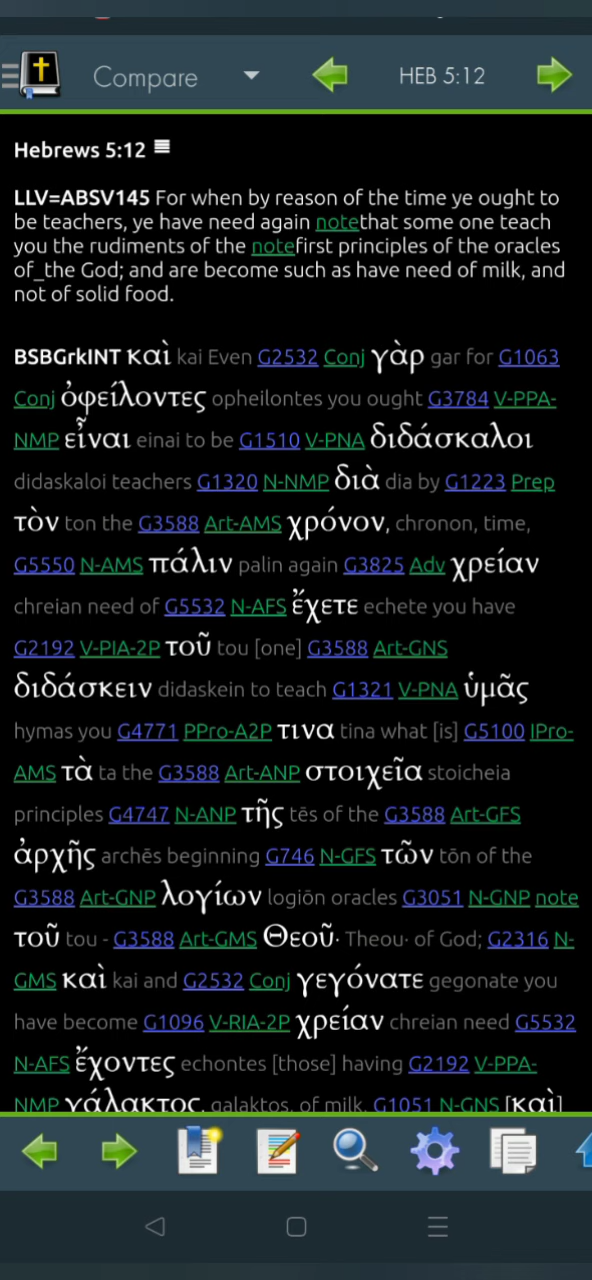 Compare
HEB 5:12
Hebrews 5:12
LLV=ABSV145 For when by reason of the time ye ought to
be teachers, ye have need again notethat some one teach
you the rudiments of the notefirst principles of the oracles
of_the God; and are become such as have need of milk, and
not of solid food.
BSBGrkINT καὶ kai Even G2532 Conj γὰρ gar for G1063
Conj ὀφείλοντες opheilontes you ought G3784 V-PPA-
NMP εἶναι einai to be G1510 V-PNA διδάσκαλοι
didaskaloi teachers G1320 N-NMP διὰ dia by G1223 Prep
τὸν ton the G3588 Art-AMS χρόνον, chronon, time,
G5550 N-AMS πάλιν palin again G3825 Adv χρείαν
chreian need of G5532 N-AFS ἔχετε echete you have
G2192 V-PIA-2P τοῦ tou [one] G3588 Art-GNS
διδάσκειν didaskein to teach G1321 V-PNA ὑμᾶς
hymas you G4771 PPro-A2P τινα tina what [is] G5100 IPro-
AMS τὰ ta the G3588 Art-ANP στοιχεῖα stoicheia
principles G4747 N-ANP τῆς tēs of the G3588 Art-GFS
ἀρχῆς archēs beginning G746 N-GFS τῶν tōn of the
G3588 Art-GNP λογίων logiōn oracles G3051 N-GNP note
τοῦ tou - G3588 Art-GMS Θεοῦ· Theou· of God; G2316 N-
GMS καὶ kai and G2532 Conj γεγόνατε gegonate you
have become G1096 V-RIA-2P χρείαν chreian need G5532
N-AFS ἔχοντες echontes [those] having G2192 V-PPA-
NMP γάλακτος, galaktos, of milk, G1051 N-GNS [καὶ]